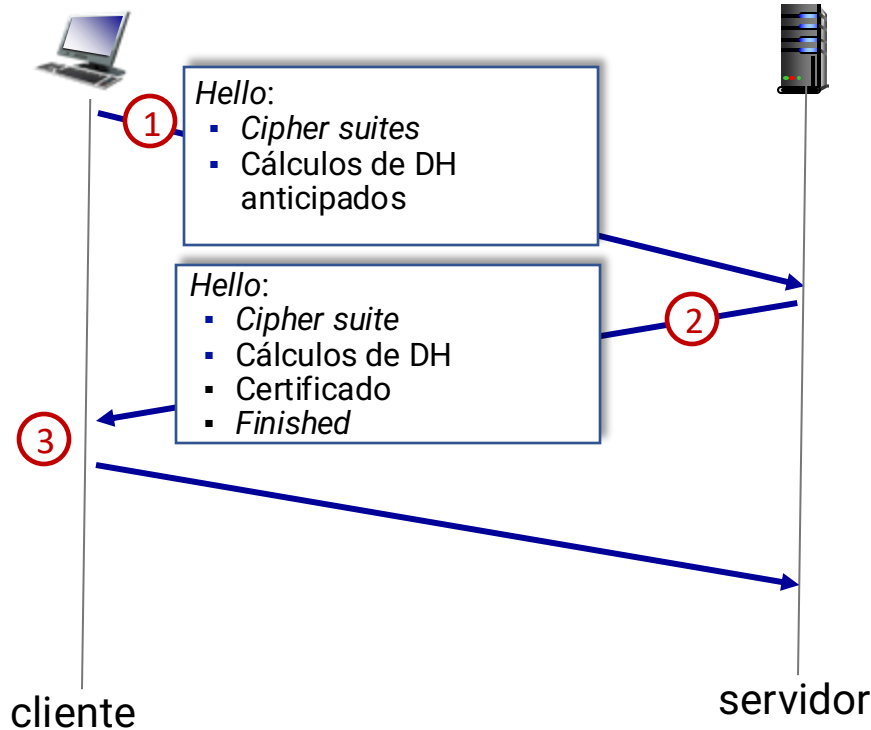 1
Hello:
▪ Cipher suites
▪ Cálculos de DH
anticipados
Hello:
▪ Cipher suite
▪ Cálculos de DH
▪ Certificado
▪ Finished
2
3
cliente
servidor